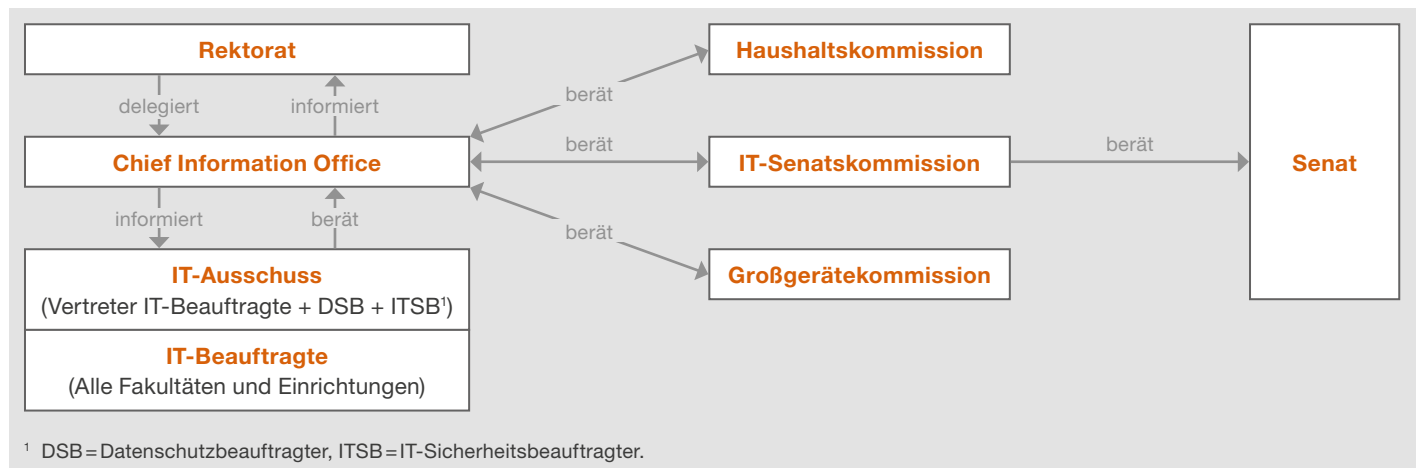 Rektorat
Haushaltskommission
delegiert
informiert
berät
Chief Information Office
berät
IT-Senatskommission
berät
Senat
informiert
berät
berät
IT-Ausschuss
(Vertreter IT-Beauftragte + DSB + ITSB¹)
Großgerätekommission
IT-Beauftragte
(Alle Fakultäten und Einrichtungen)
¹ DSB = Datenschutzbeauftragter, ITSB = IT-Sicherheitsbeauftragter.